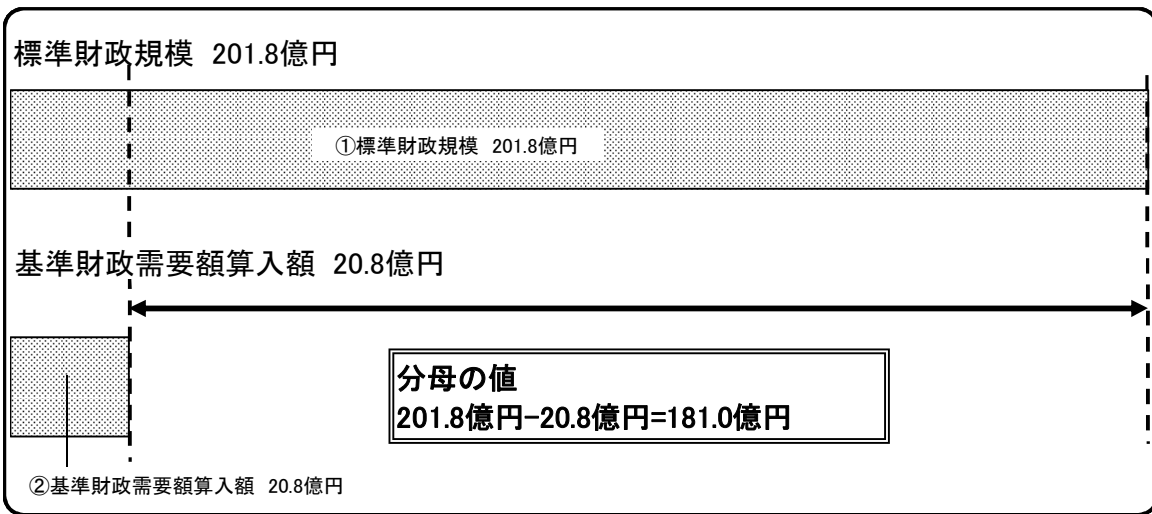 標準財政規模 201.8億円
①標準財政規模 201.8億円
基準財政需要額算入額 20.8億円
分母の値
201.8億円−20.8億円=181.0億円
②基準財政需要額算入額 20.8億円